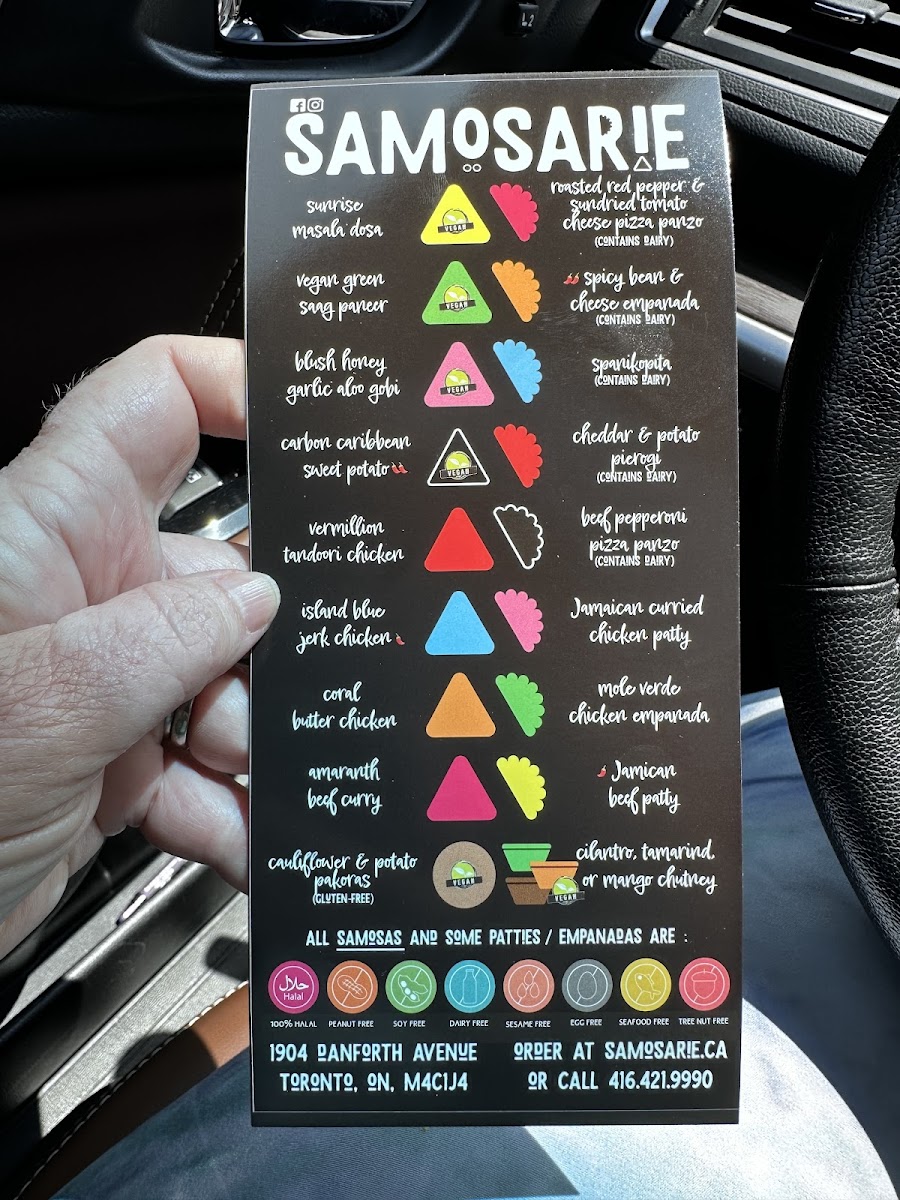 SAMOSARIE
sunrise
masala dosa
VEGAN
roasted red pepper &
sundried tomato
cheese pizza panzo
(CONTAINS DAIRY)
vegan green
saag paneer
VEGAN
spicy bean &
cheese empanada
(CONTAINS DAIRY)
blush honey
garlic aloo gobi
VEGAN
spanikopita
(CONTAINS DAIRY)
carbon caribbean
sweet potato
VEGAN
cheddar & potato
pierogi
(CONTAINS DAIRY)
vermillion
tandoori chicken
beef pepperoni
pizza panzo
(CONTAINS DAIRY)
island blue
jerk chicken
Jamaican curried
chicken patty
coral
butter chicken
mole verde
chicken empanada
amaranth
beef curry
Jamican
beef patty
cauliflower & potato
pakoras
(GLUTEN-FREE)
VEGAN
VEGAN
cilantro, tamarind,
or mango chutney
ALL SAMOSAS AND SOME PATTIES / EMPANADAS ARE :
حلال
Halal
100% HALAL PEANUT FREE SOY FREE DAIRY FREE SESAME FREE EGG FREE SEAFOOD FREE TREE NUT FREE
1904 DANFORTH AVENUE
TORONTO, ON, M4C1J4
ORDER AT SAMOSARIE.CA
OR CALL 416.421.9990
L2